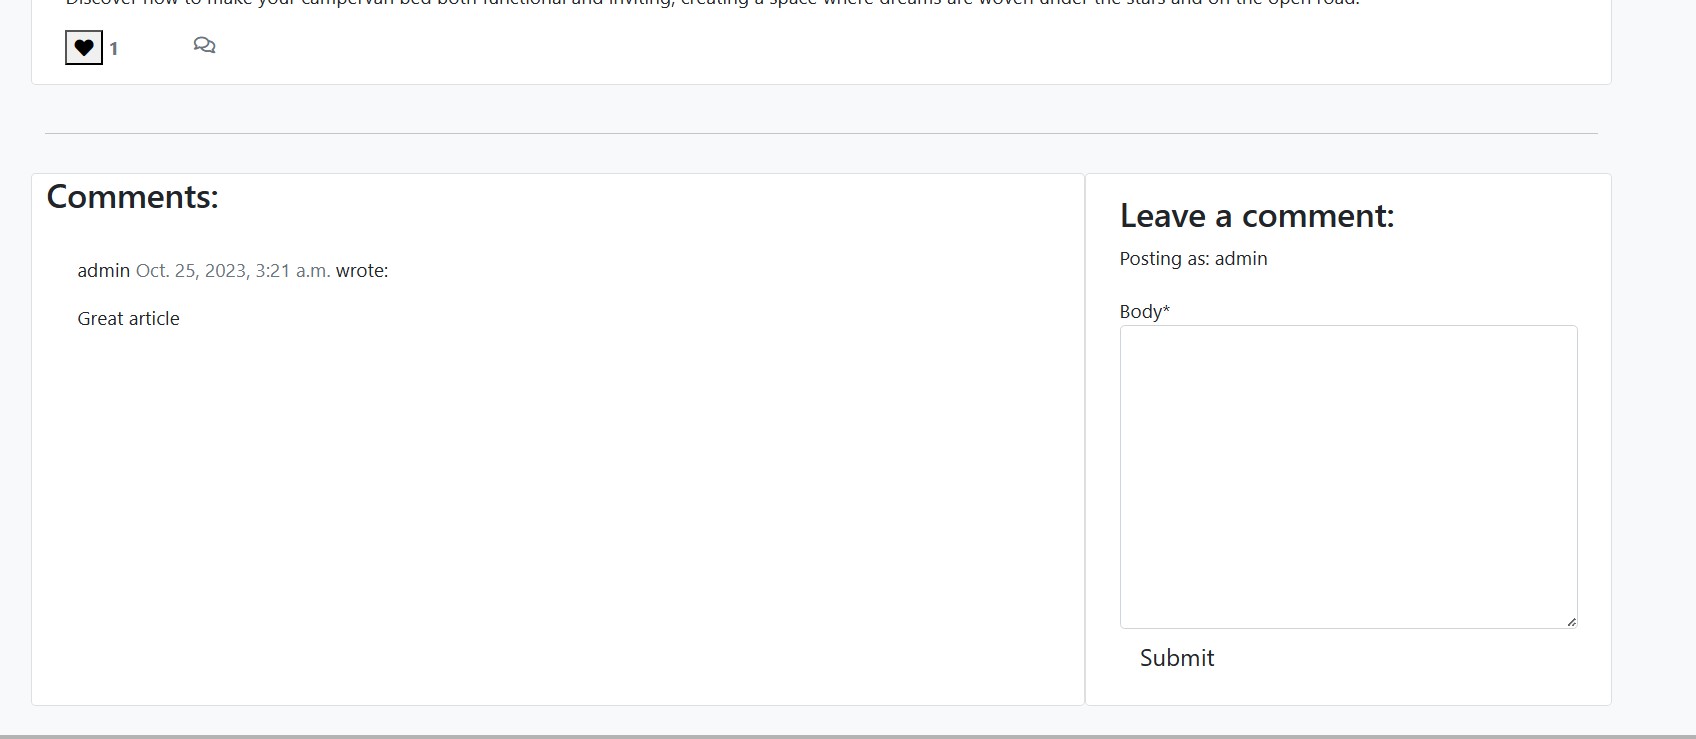 Discover how to make your campervan bed both functional and inviting, creating a space where dreams are woven under the stars and on the open road.
1
Comments:
admin Oct. 25, 2023, 3:21 a.m. wrote:
Great article
Leave a comment:
Posting as: admin
Body*
Submit